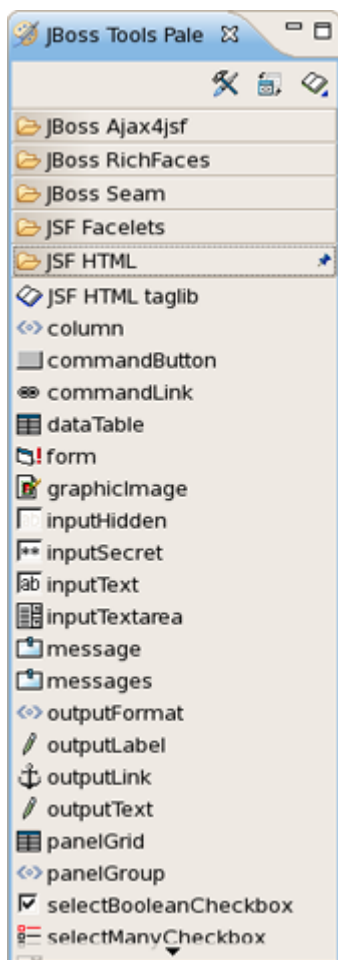 JBoss Tools Pale
JBoss Ajax4jsf
JBoss RichFaces
JBoss Seam
JSF Facelets
JSF HTML
JSF HTML taglib
column
commandButton
commandLink
dataTable
form
graphicImage
inputHidden
inputSecret
inputText
inputTextarea
message
messages
outputFormat
outputLabel
outputLink
outputText
panelGrid
panelGroup
selectBooleanCheckbox
selectManyCheckbox